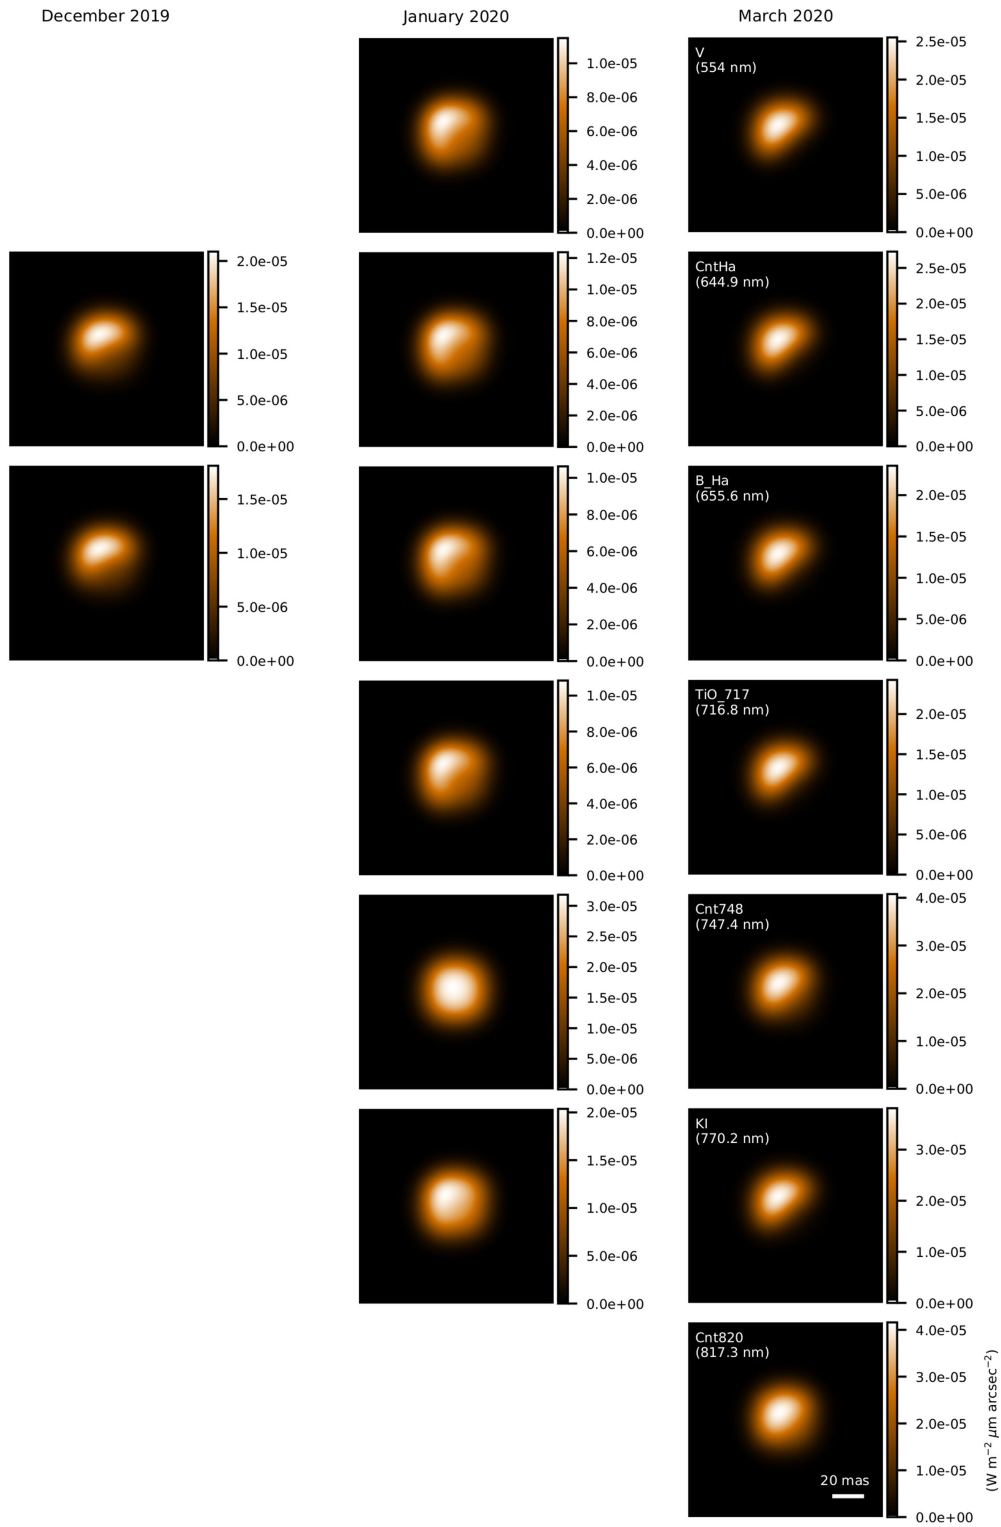 December 2019
January 2020
March 2020
1.0e-05
8.0e-06
6.0e-06
4.0e-06
2.0e-06
0.0e+00
V
(554 nm)
2.5e-05
2.0e-05
1.5e-05
1.0e-05
5.0e-06
0.0e+00
2.0e-05
1.5e-05
1.0e-05
5.0e-06
0.0e+00
1.2e-05
1.0e-05
8.0e-06
6.0e-06
4.0e-06
2.0e-06
0.0e+00
CntHa
(644.9 nm)
2.5e-05
2.0e-05
1.5e-05
1.0e-05
5.0e-06
0.0e+00
1.5e-05
1.0e-05
5.0e-06
0.0e+00
1.0e-05
8.0e-06
6.0e-06
4.0e-06
2.0e-06
0.0e+00
B_Ha
(655.6 nm)
2.0e-05
1.5e-05
1.0e-05
5.0e-06
0.0e+00
1.0e-05
8.0e-06
6.0e-06
4.0e-06
2.0e-06
0.0e+00
TiO_717
(716.8 nm)
2.0e-05
1.5e-05
1.0e-05
5.0e-06
0.0e+00
3.0e-05
2.5e-05
2.0e-05
1.5e-05
1.0e-05
5.0e-06
0.0e+00
Cnt748
(747.4 nm)
4.0e-05
3.0e-05
2.0e-05
1.0e-05
0.0e+00
2.0e-05
1.5e-05
1.0e-05
5.0e-06
0.0e+00
KI
(770.2 nm)
3.0e-05
2.0e-05
1.0e-05
0.0e+00
Cnt820
(817.3 nm)
20 mas
4.0e-05
3.0e-05
2.0e-05
1.0e-05
0.0e+00
(W m⁻² μm arcsec⁻²)